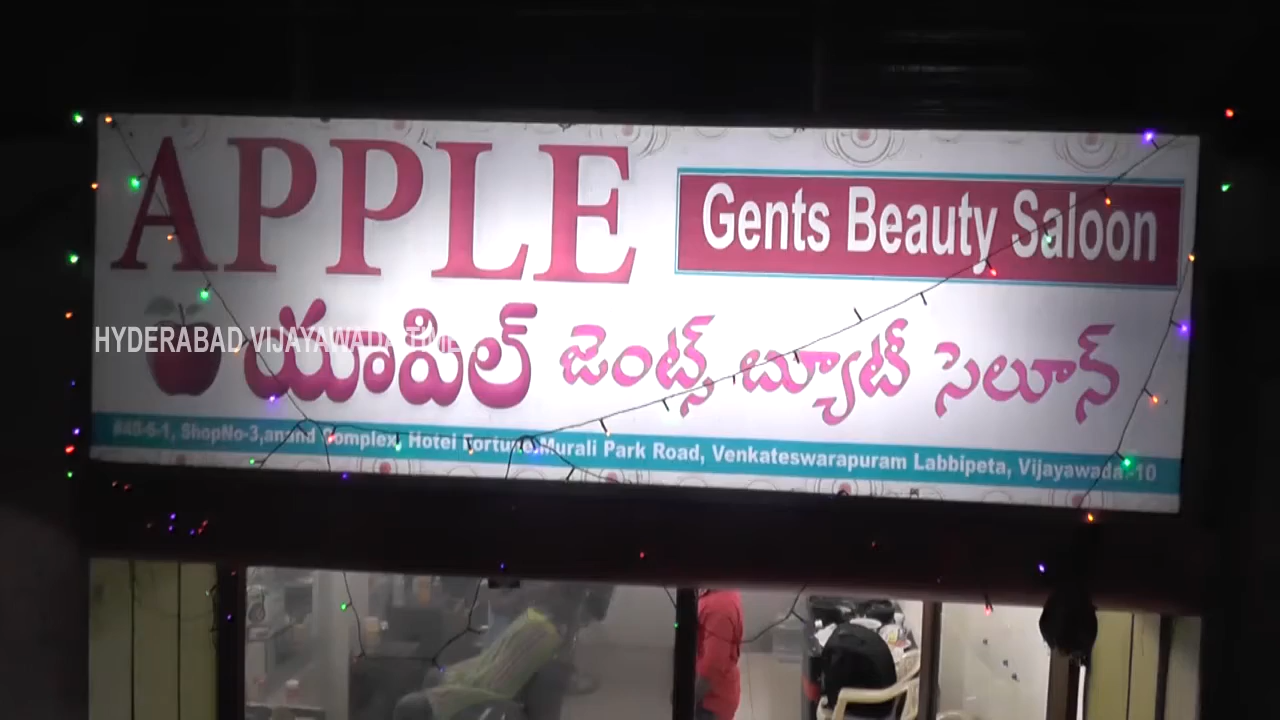 APPLE
Gents Beauty Saloon
యాపిల్ జెంట్స్ బ్యూటీ సెలూన్
HYDERABAD VIJAYAWADA TIMES
#48-6-1, ShopNo-3,anand Complex, Hotel Fortune Murali Park Road, Venkateswarapuram Labbipeta, Vijayawada-10